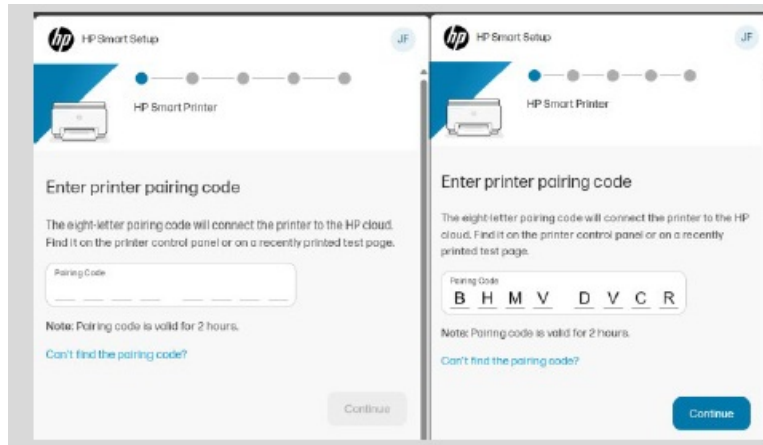 hp HP Smart Setup JF
HP Smart Printer
Enter printer pairing code
The eight-letter pairing code will connect the printer to the HP cloud.
Find it on the printer control panel or on a recently printed test page.
Pairing Code
Note: Pairing code is valid for 2 hours.
Can't find the pairing code?
Continue
hp HP Smart Setup JF
HP Smart Printer
Enter printer pairing code
The eight-letter pairing code will connect the printer to the HP
cloud. Find it on the printer control panel or on a recently
printed test page.
Pairing Code
B H M V D V C R
Note: Pairing code is valid for 2 hours.
Can't find the pairing code?
Continue